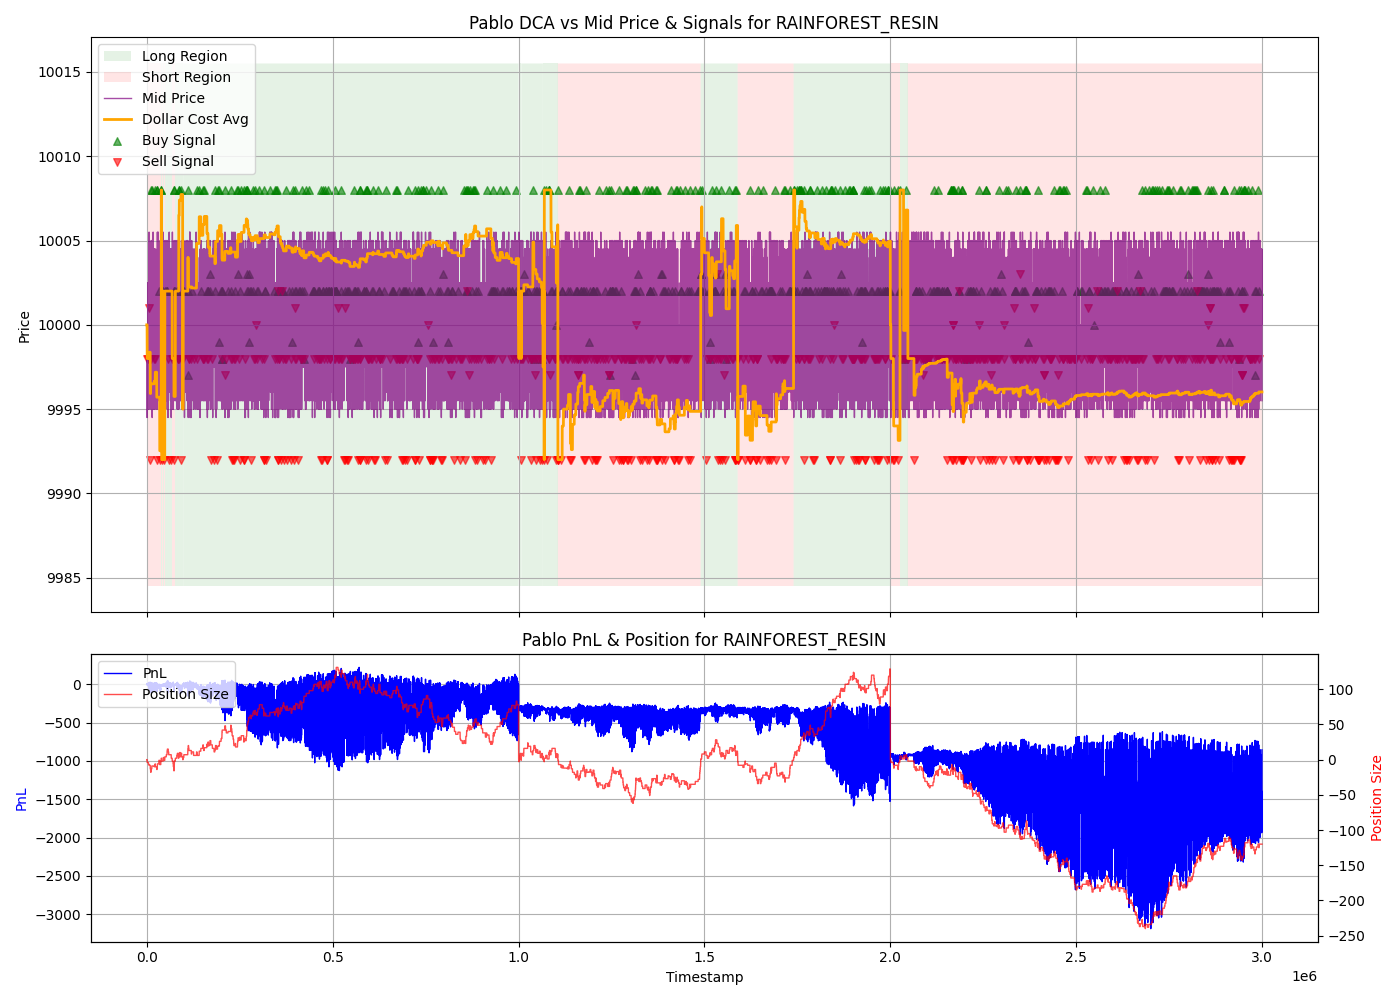 Pablo DCA vs Mid Price & Signals for RAINFOREST_RESIN
Long Region
Short Region
Mid Price
Dollar Cost Avg
Buy Signal
Sell Signal
10015
10010
10005
10000
9995
9990
9985
Price
Pablo PnL & Position for RAINFOREST_RESIN
PnL
Position Size
0
−500
−1000
−1500
−2000
−2500
−3000
PnL
100
50
0
−50
−100
−150
−200
−250
Position Size
0.0 0.5 1.0 1.5 2.0 2.5 3.0
1e6
Timestamp